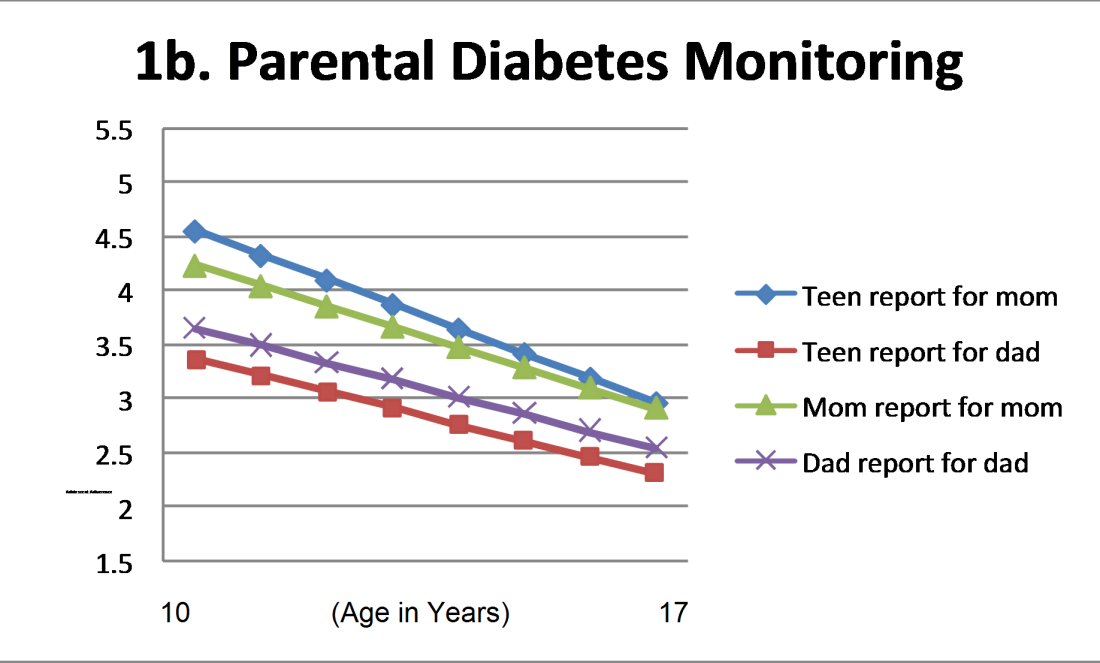 1b. Parental Diabetes Monitoring
5.5
5
4.5
4
3.5
3
2.5
2
1.5
10 (Age in Years) 17
Teen report for mom
Teen report for dad
Mom report for mom
Dad report for dad